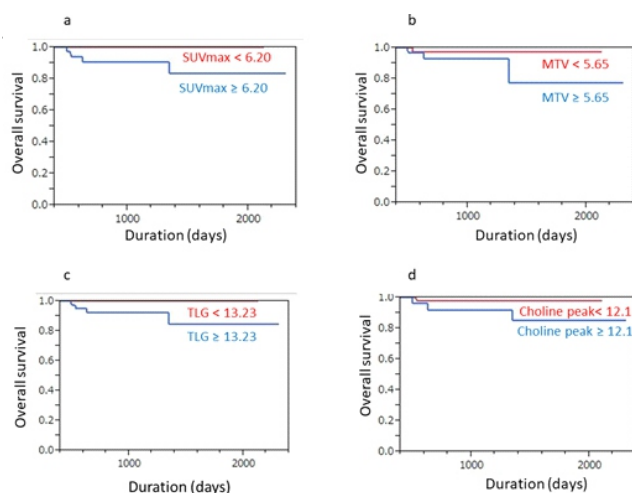 a
1.0
0.8
0.6
0.4
0.2
0.0
Overall survival
SUVmax < 6.20
SUVmax ≥ 6.20
1000
2000
Duration (days)
b
1.0
0.8
0.6
0.4
0.2
0.0
Overall survival
MTV < 5.65
MTV ≥ 5.65
1000
2000
Duration (days)
c
1.0
0.8
0.6
0.4
0.2
0.0
Overall survival
TLG < 13.23
TLG ≥ 13.23
1000
2000
Duration (days)
d
1.0
0.8
0.6
0.4
0.2
0.0
Overall survival
Choline peak< 12.1
Choline peak ≥ 12.1
1000
2000
Duration (days)